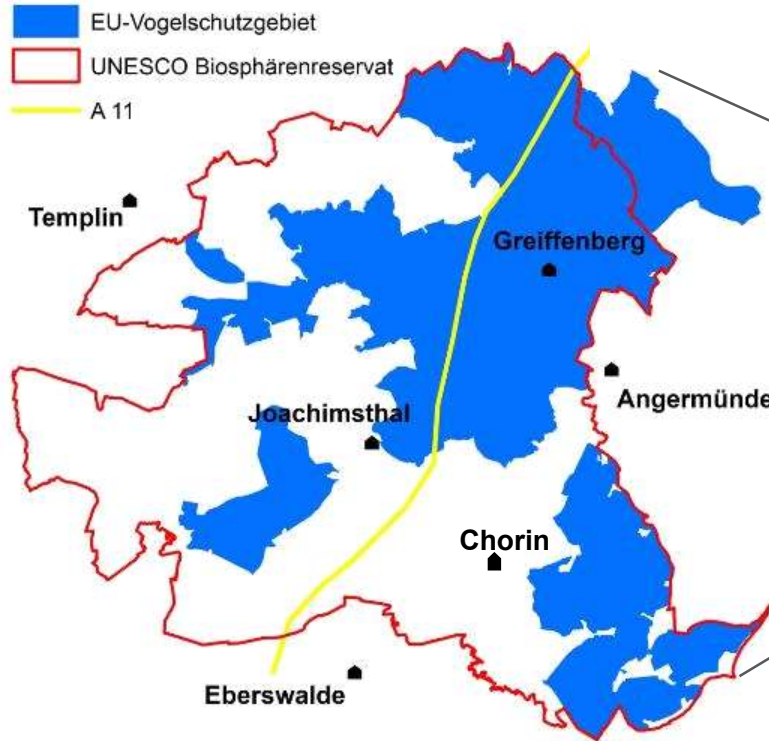 EU-Vogelschutzgebiet
UNESCO Biosphärenreservat
A 11
Templin
Greiffenberg
Angermünde
Joachimsthal
Chorin
Eberswalde